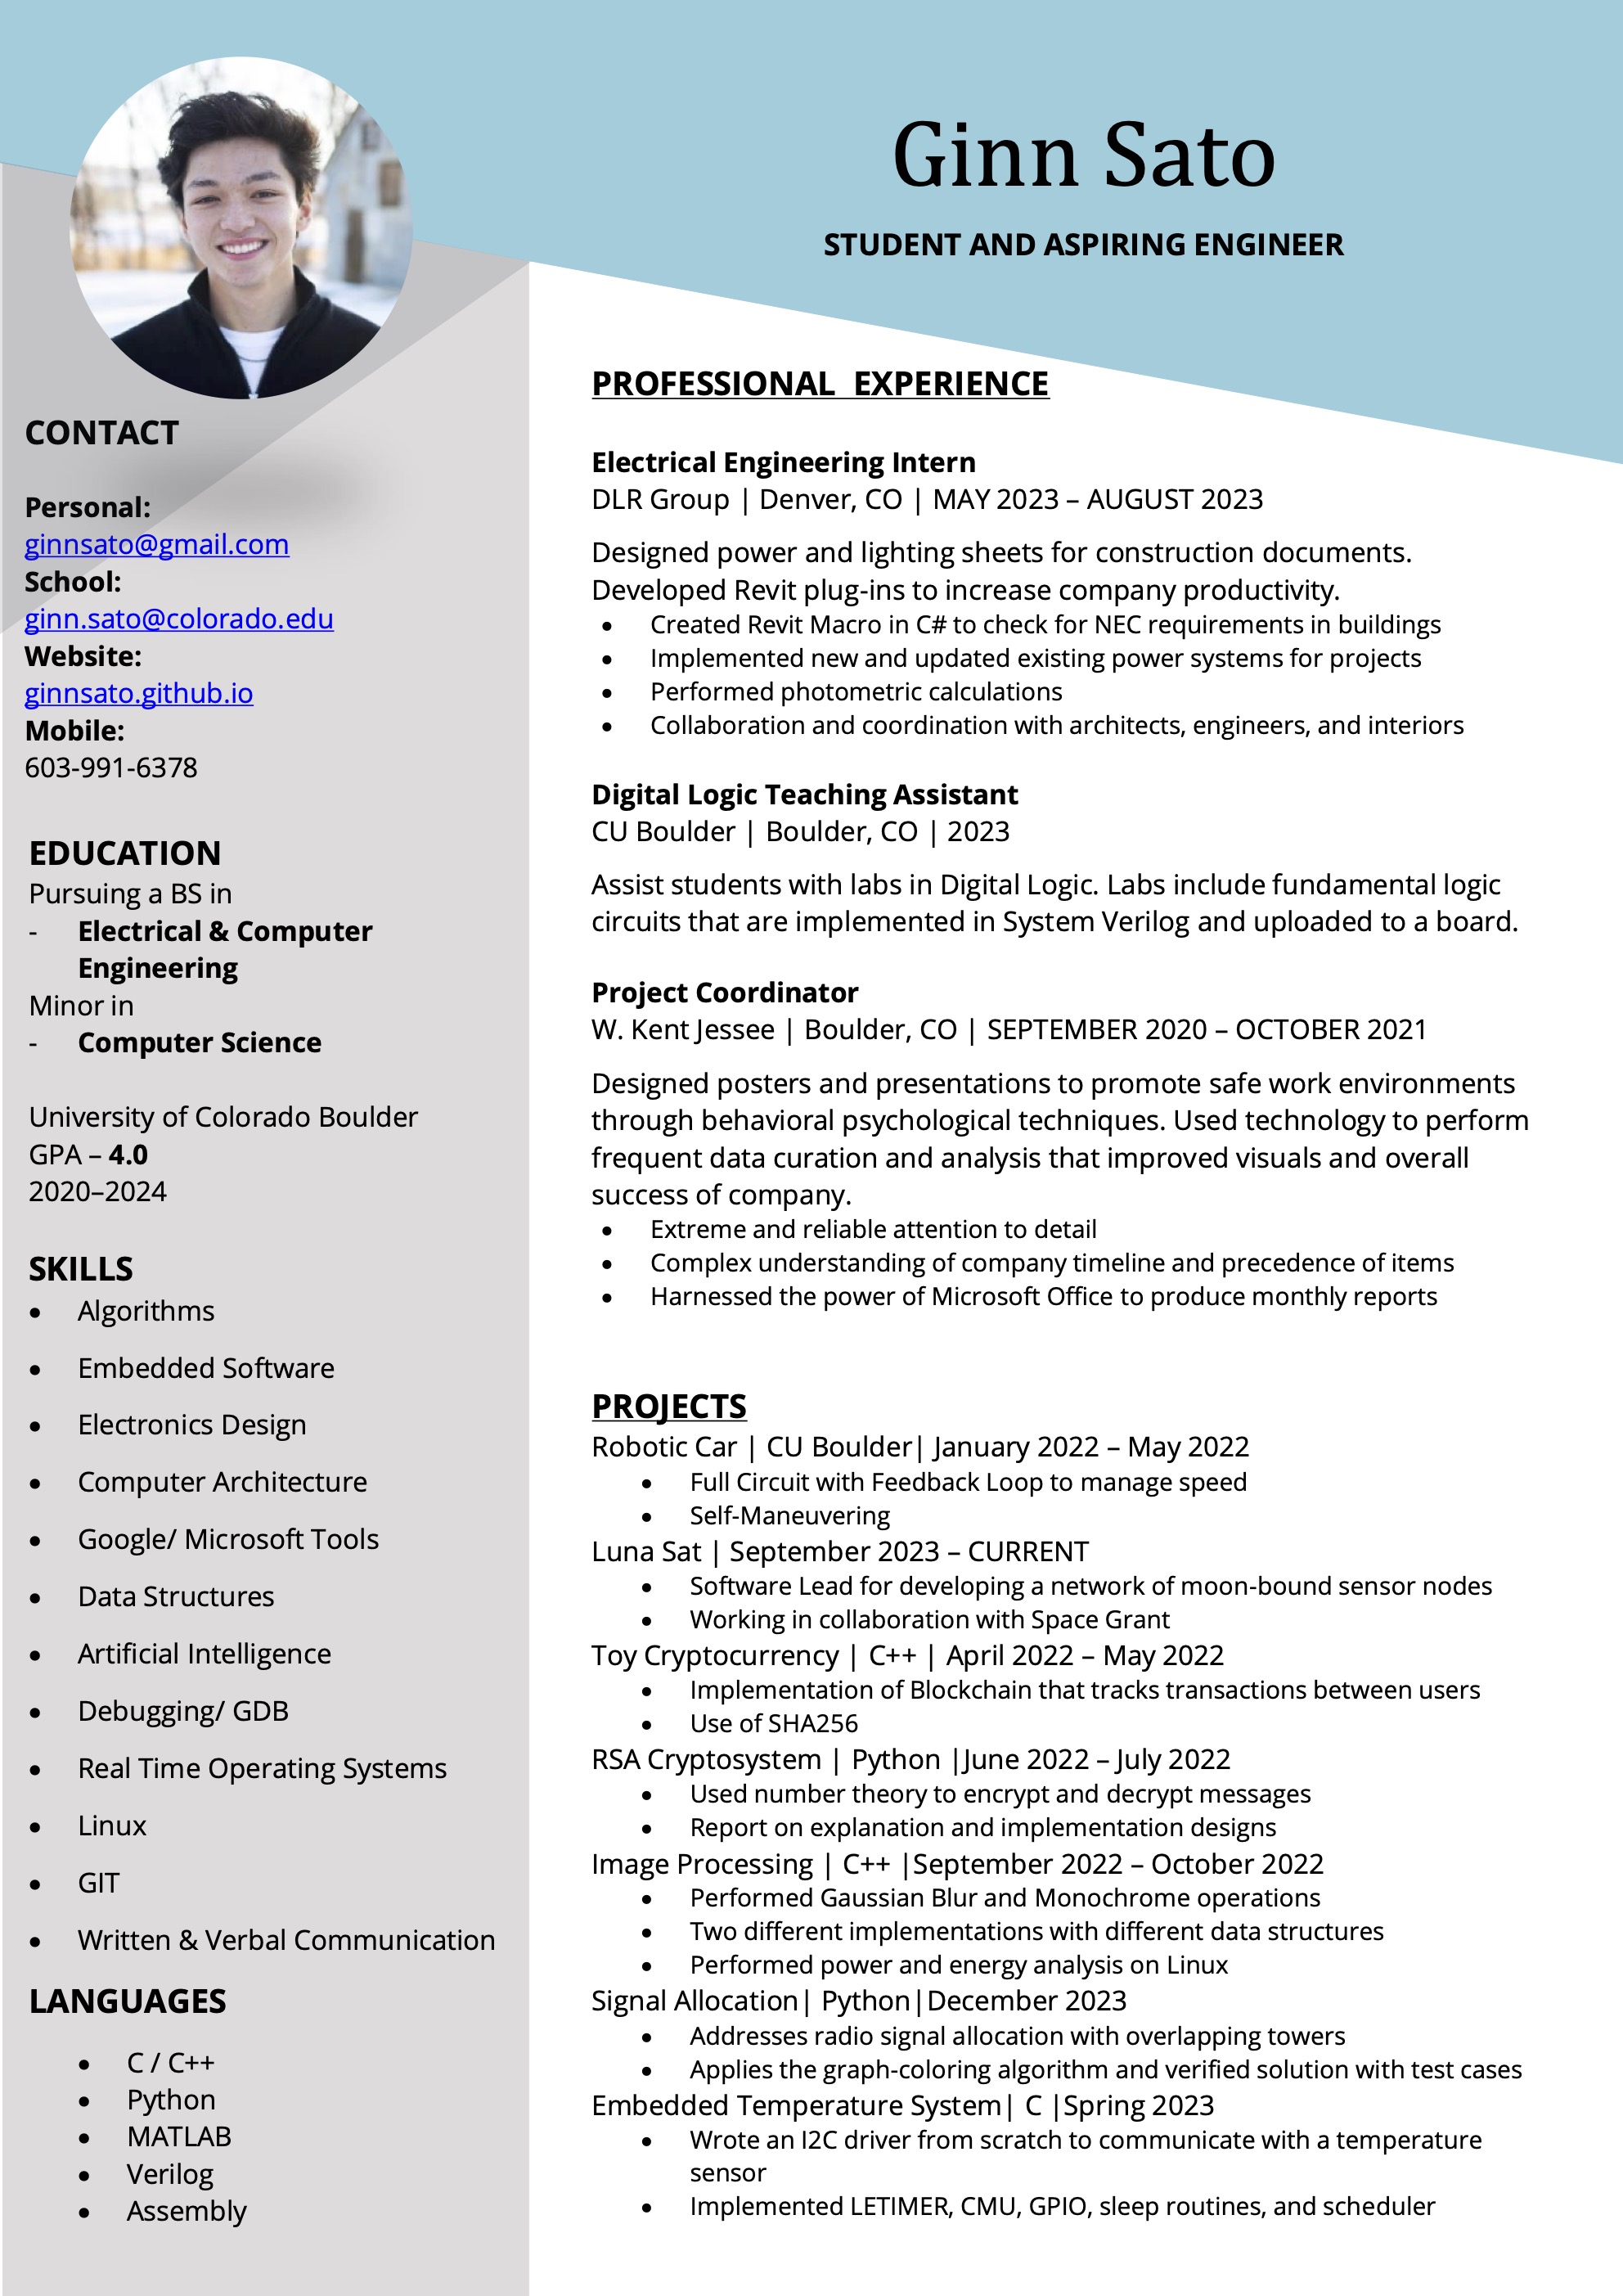 Ginn Sato
STUDENT AND ASPIRING ENGINEER
CONTACT
Personal:
ginnsato@gmail.com
School:
ginn.sato@colorado.edu
Website:
ginnsato.github.io
Mobile:
603-991-6378
EDUCATION
Pursuing a BS in
- Electrical & Computer
Engineering
Minor in
- Computer Science
University of Colorado Boulder
GPA – 4.0
2020–2024
SKILLS
• Algorithms
• Embedded Software
• Electronics Design
• Computer Architecture
• Google/ Microsoft Tools
• Data Structures
• Artificial Intelligence
• Debugging/ GDB
• Real Time Operating Systems
• Linux
• GIT
• Written & Verbal Communication
LANGUAGES
• C / C++
• Python
• MATLAB
• Verilog
• Assembly
PROFESSIONAL EXPERIENCE
Electrical Engineering Intern
DLR Group | Denver, CO | MAY 2023 – AUGUST 2023
Designed power and lighting sheets for construction documents.
Developed Revit plug-ins to increase company productivity.
• Created Revit Macro in C# to check for NEC requirements in buildings
• Implemented new and updated existing power systems for projects
• Performed photometric calculations
• Collaboration and coordination with architects, engineers, and interiors
Digital Logic Teaching Assistant
CU Boulder | Boulder, CO | 2023
Assist students with labs in Digital Logic. Labs include fundamental logic
circuits that are implemented in System Verilog and uploaded to a board.
Project Coordinator
W. Kent Jessee | Boulder, CO | SEPTEMBER 2020 – OCTOBER 2021
Designed posters and presentations to promote safe work environments
through behavioral psychological techniques. Used technology to perform
frequent data curation and analysis that improved visuals and overall
success of company.
• Extreme and reliable attention to detail
• Complex understanding of company timeline and precedence of items
• Harnessed the power of Microsoft Office to produce monthly reports
PROJECTS
Robotic Car | CU Boulder| January 2022 – May 2022
• Full Circuit with Feedback Loop to manage speed
• Self-Maneuvering
Luna Sat | September 2023 – CURRENT
• Software Lead for developing a network of moon-bound sensor nodes
• Working in collaboration with Space Grant
Toy Cryptocurrency | C++ | April 2022 – May 2022
• Implementation of Blockchain that tracks transactions between users
• Use of SHA256
RSA Cryptosystem | Python |June 2022 – July 2022
• Used number theory to encrypt and decrypt messages
• Report on explanation and implementation designs
Image Processing | C++ |September 2022 – October 2022
• Performed Gaussian Blur and Monochrome operations
• Two different implementations with different data structures
• Performed power and energy analysis on Linux
Signal Allocation| Python|December 2023
• Addresses radio signal allocation with overlapping towers
• Applies the graph-coloring algorithm and verified solution with test cases
Embedded Temperature System| C |Spring 2023
• Wrote an I2C driver from scratch to communicate with a temperature
sensor
• Implemented LETIMER, CMU, GPIO, sleep routines, and scheduler